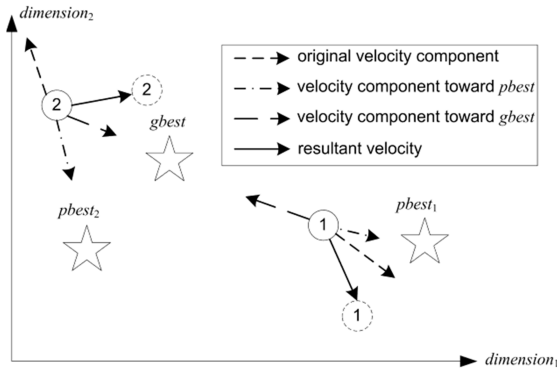 dimension2
original velocity component
velocity component toward pbest
velocity component toward gbest
resultant velocity
2
2
gbest
pbest2
1
pbest1
1
dimension1